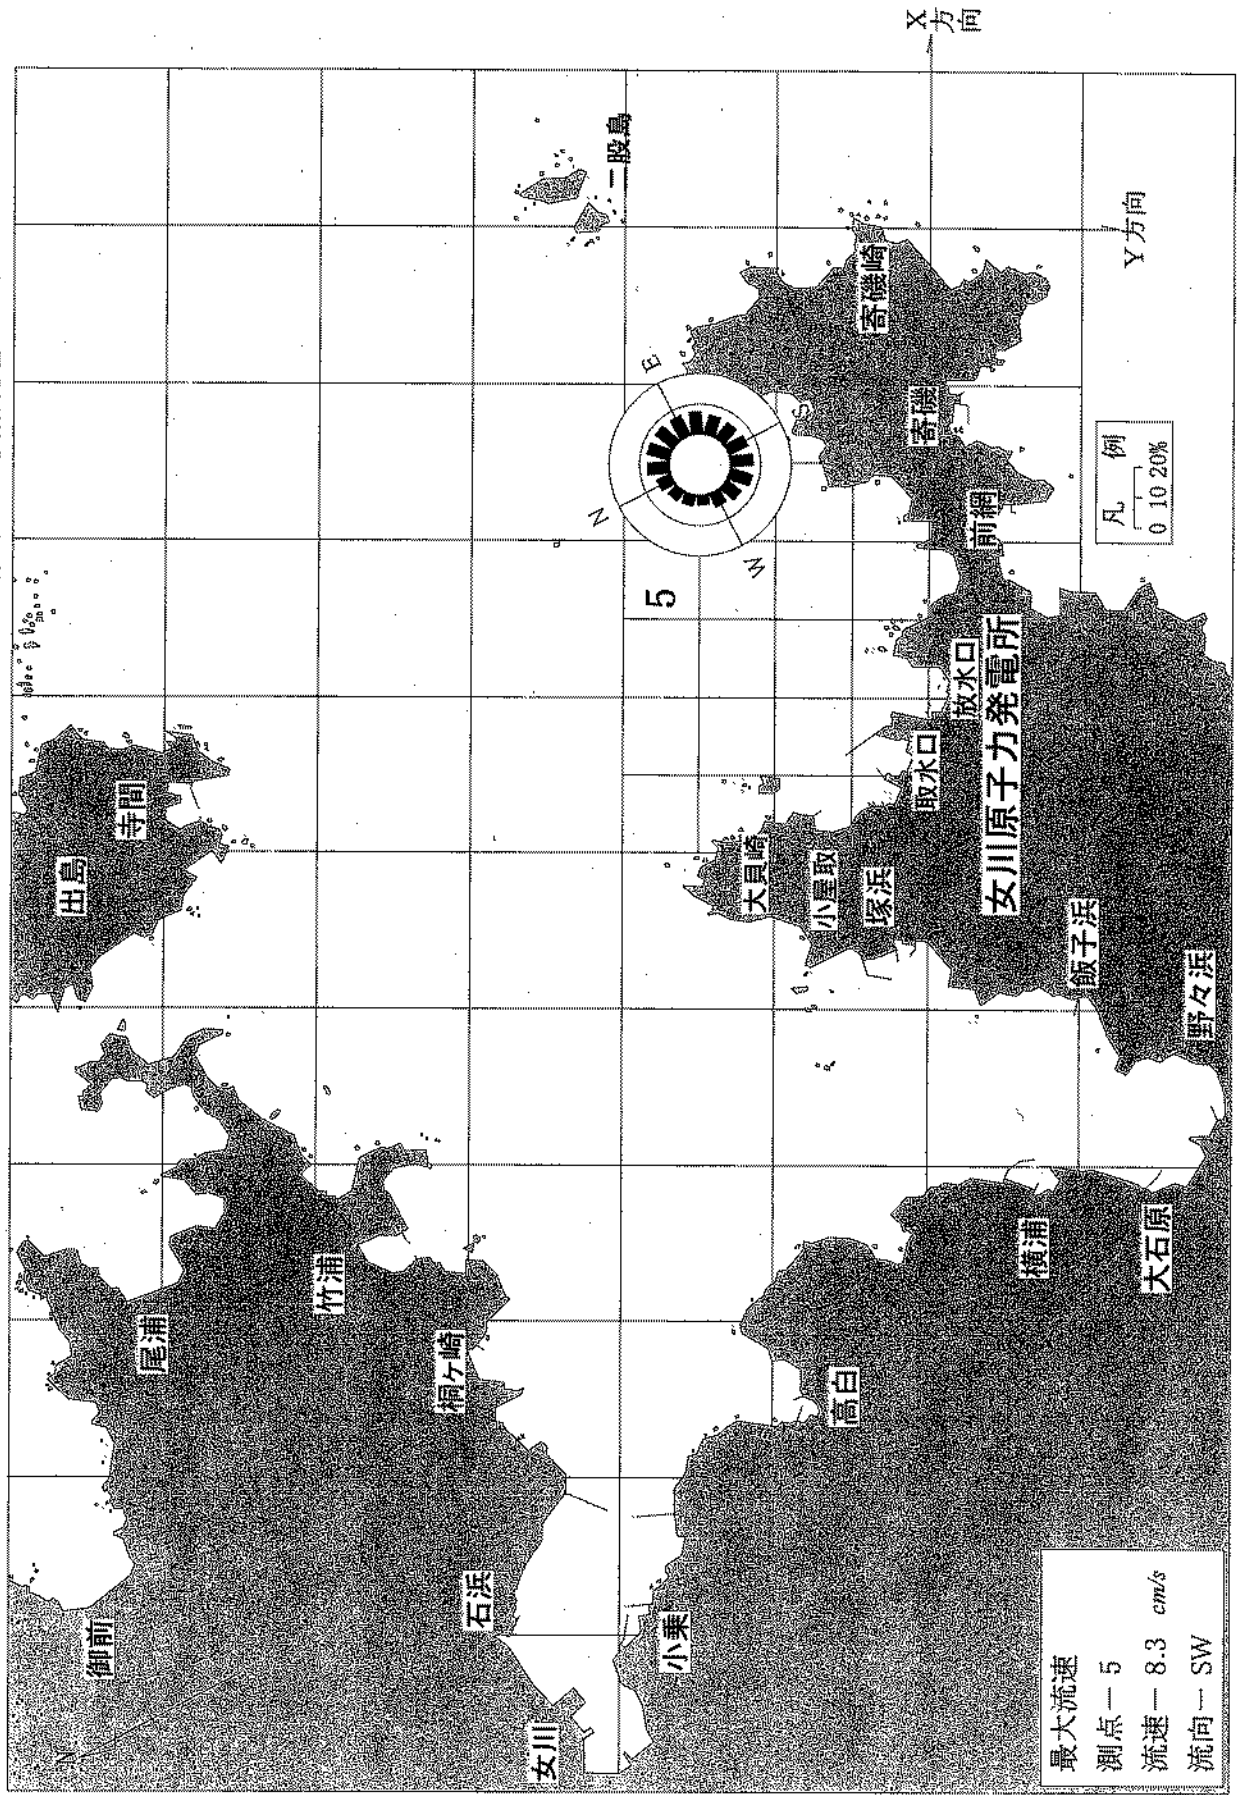 X方向
Y方向
二股島
寄磯崎
寄磯
前網
凡 例
0 10 20%
N
E
S
W
5
出島
寺間
大貝崎
小屋取
塚浜
取水口
放水口
女川原子力発電所
飯子浜
野々浜
尾浦
竹浦
桐ヶ崎
御前
石浜
女川
小乗
高白
横浦
大石原
N
最大流速
測点－5
流速－8.3 cm/s
流向－SW